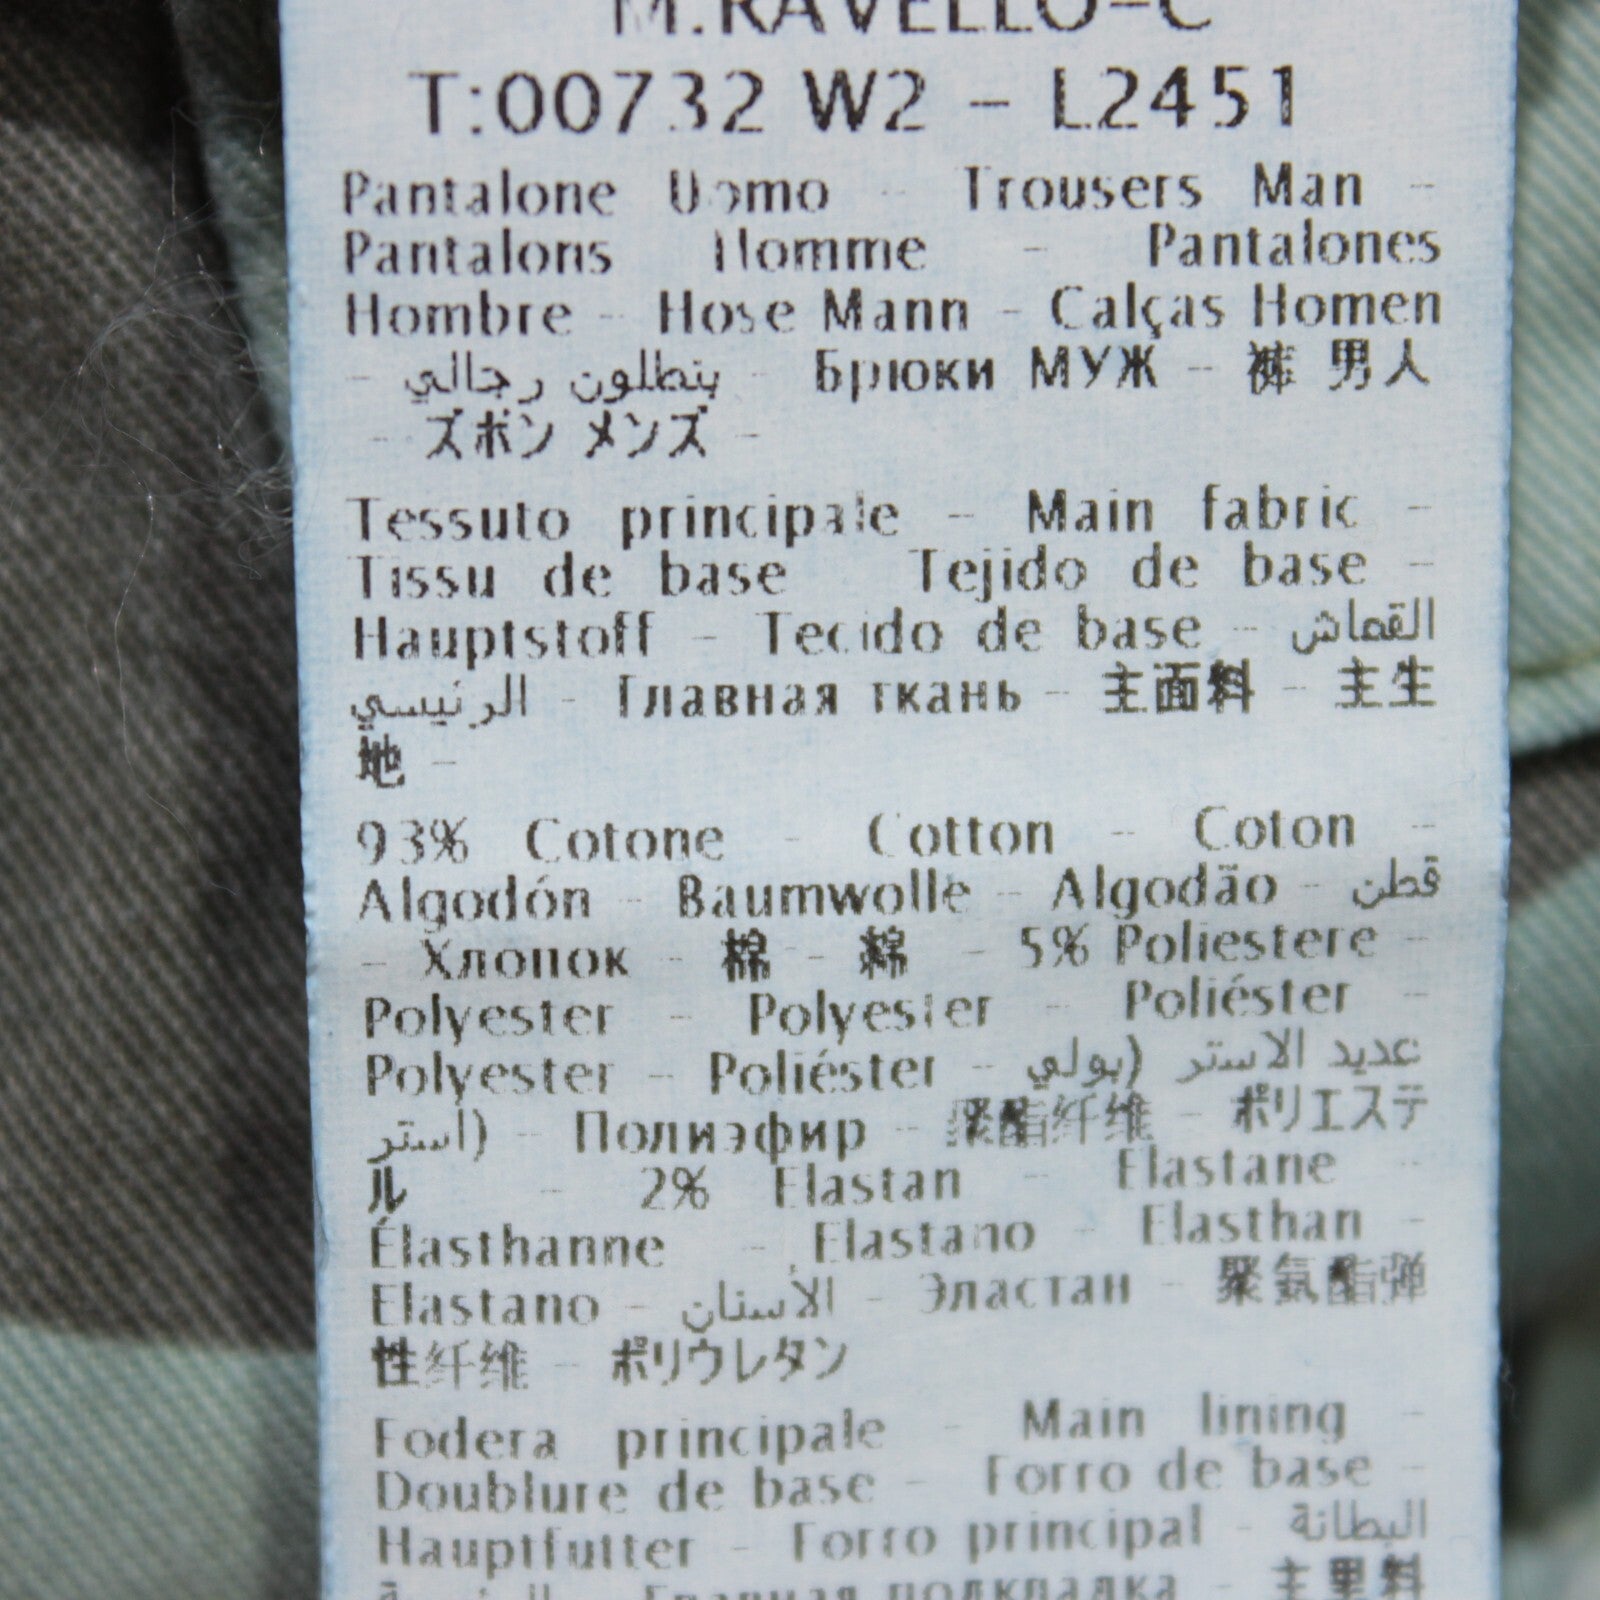 M.RAVELLO-C
T:00732 W2 - L2451
Pantalone Uomo - Trousers Man -
Pantalons Homme - Pantalones
Hombre - Hose Mann - Calças Homen
- بنطلون رجالي - Брюки МУЖ - 裤 男人
- ズボン メンズ -
Tessuto principale - Main fabric -
Tissu de base Tejido de base -
Hauptstoff - Tecido de base - القماش
الرئيسي - Главная ткань - 主面料 - 主生
地 -
93% Cotone - Cotton - Coton -
Algodón - Baumwolle - Algodão - قطن
- Хлопок - 棉 - 綿 - 5% Poliestere -
Polyester - Polyester - Poliéster -
Polyester - Poliéster - عديد الاستر (بولي
استر) - Полиэфир - 聚酯纤维 - ポリエステ
ル - 2% Elastan - Elastane -
Élasthanne - Elastano - Elasthan -
Elastano - الأستان - Эластан - 聚氨酯弹
性纤维 - ポリウレタン
Fodera principale - Main lining -
Doublure de base - Forro de base -
Hauptfutter - Forro principal - البطانة
الرئيسية - Главная подкладка - 主里料